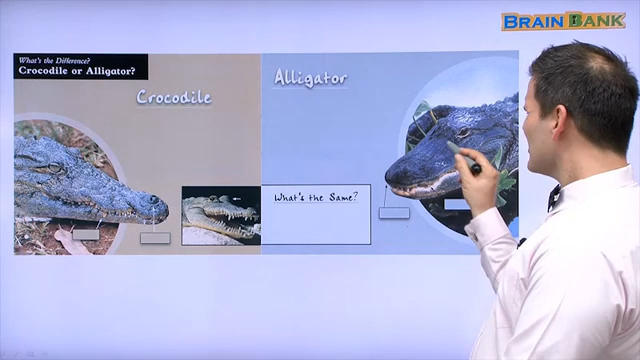 BRAIN BANK
What's the Difference?
Crocodile or Alligator?
Crocodile
Alligator
What's the Same?